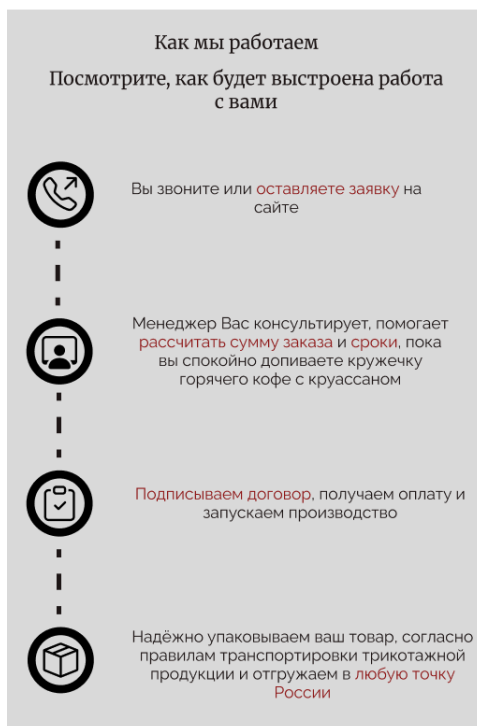 Как мы работаем
Посмотрите, как будет выстроена работа
с вами
Вы звоните или оставляете заявку на
сайте
Менеджер Вас консультирует, помогает
рассчитать сумму заказа и сроки, пока
вы спокойно допиваете кружечку
горячего кофе с круассаном
Подписываем договор, получаем оплату и
запускаем производство
Надёжно упаковываем ваш товар, согласно
правилам транспортировки трикотажной
продукции и отгружаем в любую точку
России